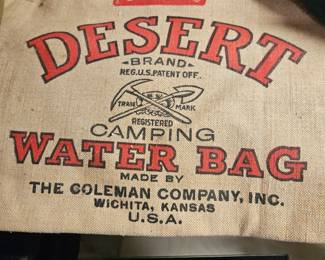 DESERT
BRAND
REG.U.S.PATENT OFF.
TRADE MARK
REGISTERED
CAMPING
WATER BAG
MADE BY
THE COLEMAN COMPANY, INC.
WICHITA, KANSAS
U.S.A.